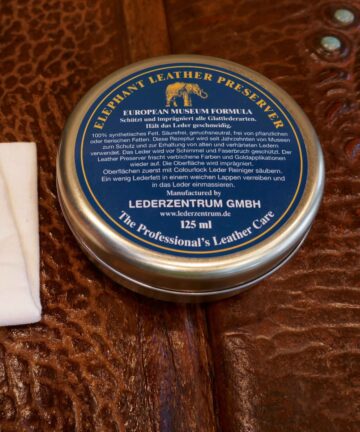 ELEPHANT LEATHER PRESERVER
EUROPEAN MUSEUM FORMULA
Schützt und imprägniert alle Glattlederarten.
Hält das Leder geschmeidig.
100% synthetisches Fett. Säurefrei, geruchsneutral, frei von pflanzlichen
oder tierischen Fetten. Diese Rezeptur wird seit Jahrzehnten von Museen
zum Schutz und zur Erhaltung von alten und verhärteten Ledern
verwendet. Das Leder wird vor Schimmel und Faserbruch geschützt. Der
Leather Preserver frischt verblichene Farben und Goldapplikationen
wieder auf. Die Oberfläche wird imprägniert.
Oberflächen zuerst mit Colourlock Leder Reiniger säubern.
Ein wenig Lederfett in einem weichen Lappen verreiben und
in das Leder einmassieren.
Manufactured by
LEDERZENTRUM GMBH
www.lederzentrum.de
125 ml
The Professional's Leather Care